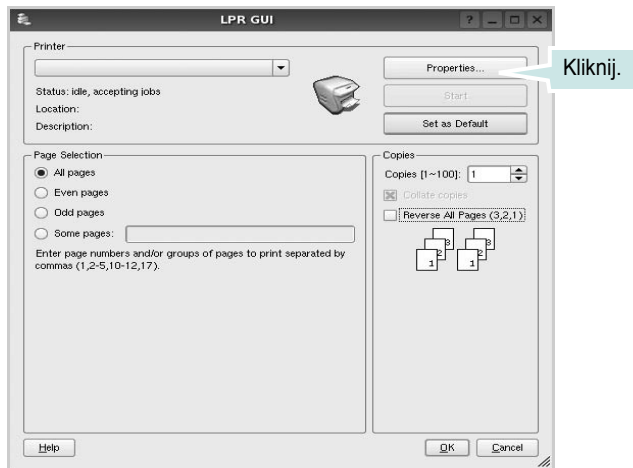 LPR GUI
Printer
Properties...
Kliknij.
Status: idle, accepting jobs
Start
Location:
Description:
Set as Default
Page Selection
All pages
Even pages
Odd pages
Some pages:
Enter page numbers and/or groups of pages to print separated by
commas (1,2-5,10-12,17).
Copies
Copies [1~100]: 1
Collate copies
Reverse All Pages (3,2,1)
3 3
2 2
1 1
Help
OK
Cancel